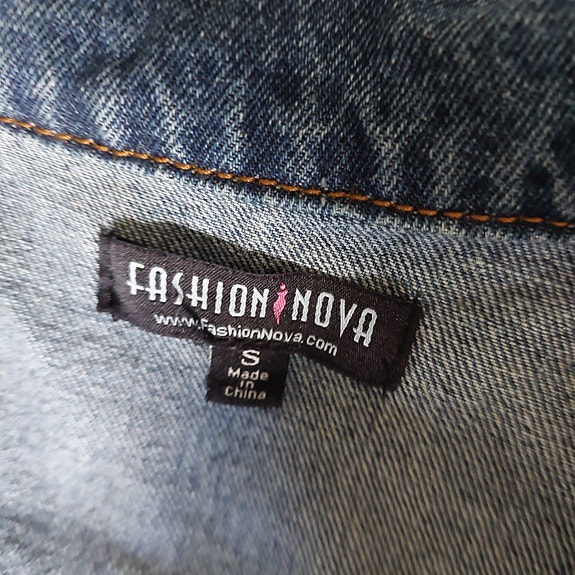 FASHION NOVA
www.FashionNova.com
S
Made
in
China